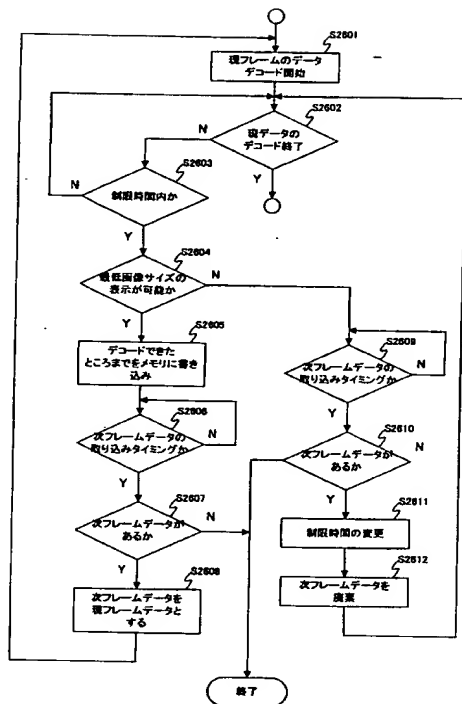 S2601
現フレームのデータ
デコード開始
S2602
現データの
デコード終了
N
Y
S2603
制限時間内か
N
Y
S2604
最低画像サイズの
表示が可能か
N
Y
S2605
デコードできた
ところまでをメモリに書き
込み
S2606
次フレームデータの
取り込みタイミングか
N
Y
S2607
次フレームデータが
あるか
N
Y
S2608
次フレームデータを
現フレームデータと
する
S2609
次フレームデータの
取り込みタイミングか
N
Y
S2610
次フレームデータが
あるか
N
Y
S2611
制限時間の変更
S2612
次フレームデータを
廃棄
終了